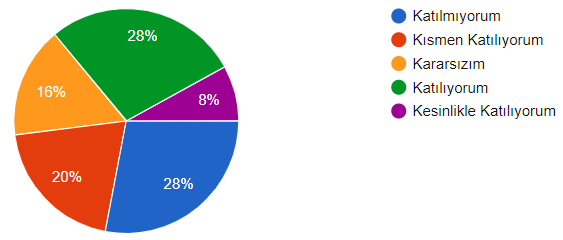 28%
8%
16%
20%
28%
Katılmıyorum
Kısmen Katılıyorum
Kararsızım
Katılıyorum
Kesinlikle Katılıyorum